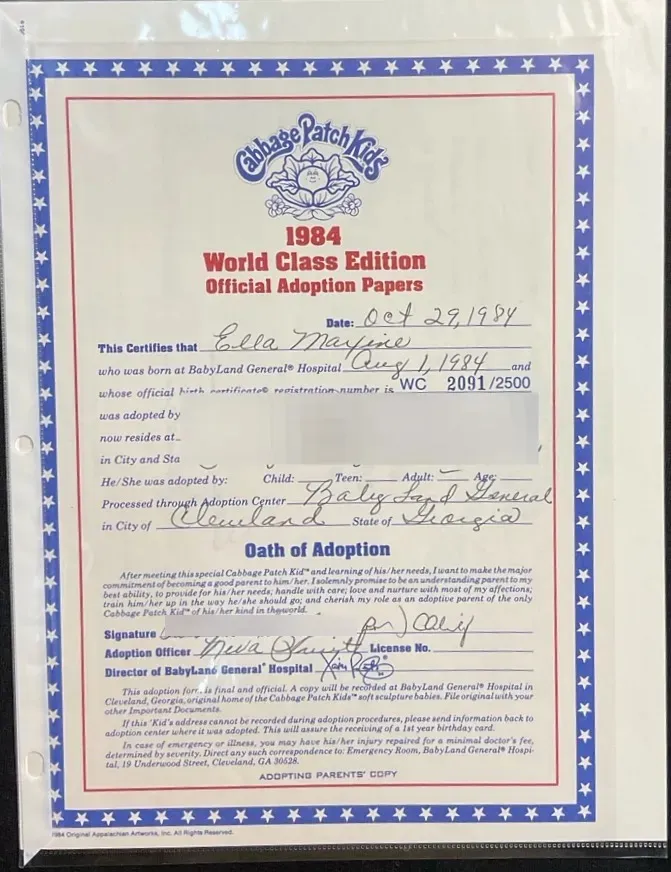 Cabbage Patch Kids™
1984
World Class Edition
Official Adoption Papers
Date: Oct 29, 1984
This Certifies that Ella Maxine
who was born at BabyLand General® Hospital Aug 1, 1984 and
whose official birth certificate® registration number is WC 2091/2500
was adopted by
now resides at
in City and Sta
He/She was adopted by: Child: Teen: Adult: Age:
Processed through Adoption Center Baby Land General
in City of Cleveland State of Georgia
Oath of Adoption
After meeting this special Cabbage Patch Kid™ and learning of his/her needs, I want to make the major
commitment of becoming a good parent to him/her. I solemnly promise to be an understanding parent to my
best ability, to provide for his/her needs; handle with care; love and nurture with most of my affections;
train him/her up in the way he/she should go; and cherish my role as an adoptive parent of the only
Cabbage Patch Kid™ of his/her kind in the world.
Signature
Adoption Officer Neva License No.
Director of BabyLand General® Hospital
This adoption form is final and official. A copy will be recorded at BabyLand General® Hospital in
Cleveland, Georgia, original home of the Cabbage Patch Kids™ soft sculpture babies. File original with your
other Important Documents.
If this 'Kid's address cannot be recorded during adoption procedures, please send information back to
adoption center where it was adopted. This will assure the receiving of a 1st year birthday card.
In case of emergency or illness, you may have his/her injury repaired for a minimal doctor's fee,
determined by severity. Direct any such correspondence to: Emergency Room, BabyLand General® Hospi-
tal, 19 Underwood Street, Cleveland, GA 30528.
ADOPTING PARENTS' COPY
1984 Original Appalachian Artworks, Inc. All Rights Reserved.